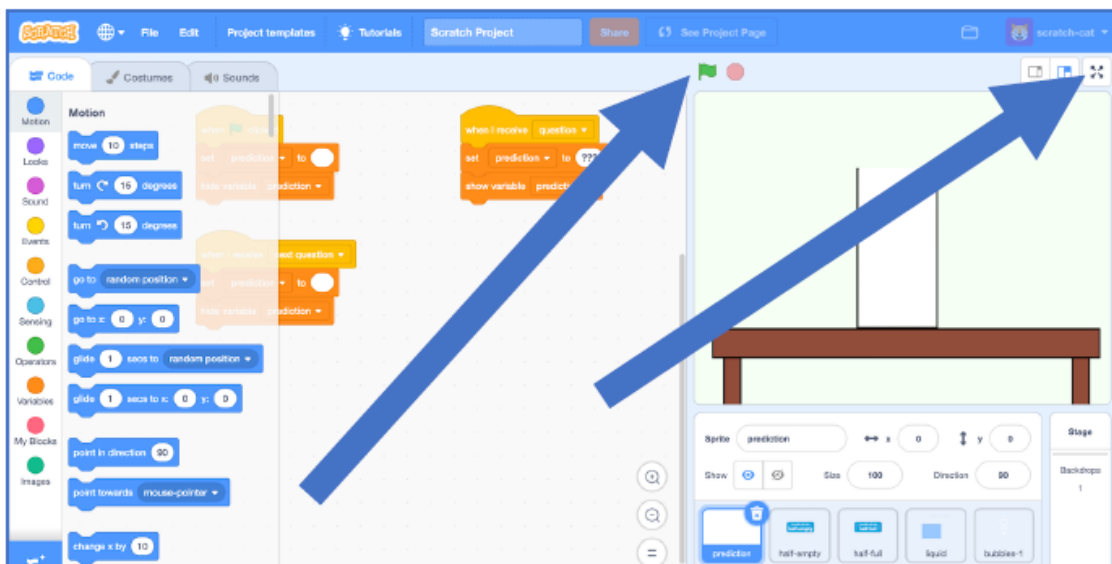 SCRATCH File Edit Project templates Tutorials Scratch Project Share See Project Page scratch-cat
Code Costumes Sounds
Motion
Looks
Sound
Events
Control
Sensing
Operators
Variables
My Blocks
Images
Motion
move 10 steps
turn 15 degrees
turn 15 degrees
go to random position
go to x: 0 y: 0
glide 1 secs to random position
glide 1 secs to x: 0 y: 0
point in direction 90
point towards mouse-pointer
change x by 10
when clicked
set prediction to
hide variable prediction
when I receive next question
set prediction to
hide variable prediction
when I receive question
set prediction to ???
show variable
Sprite prediction x 0 y 0
Show Size 100 Direction 90
prediction
half-empty
half-full
liquid
bubbles-1
Stage
Backdrops
1